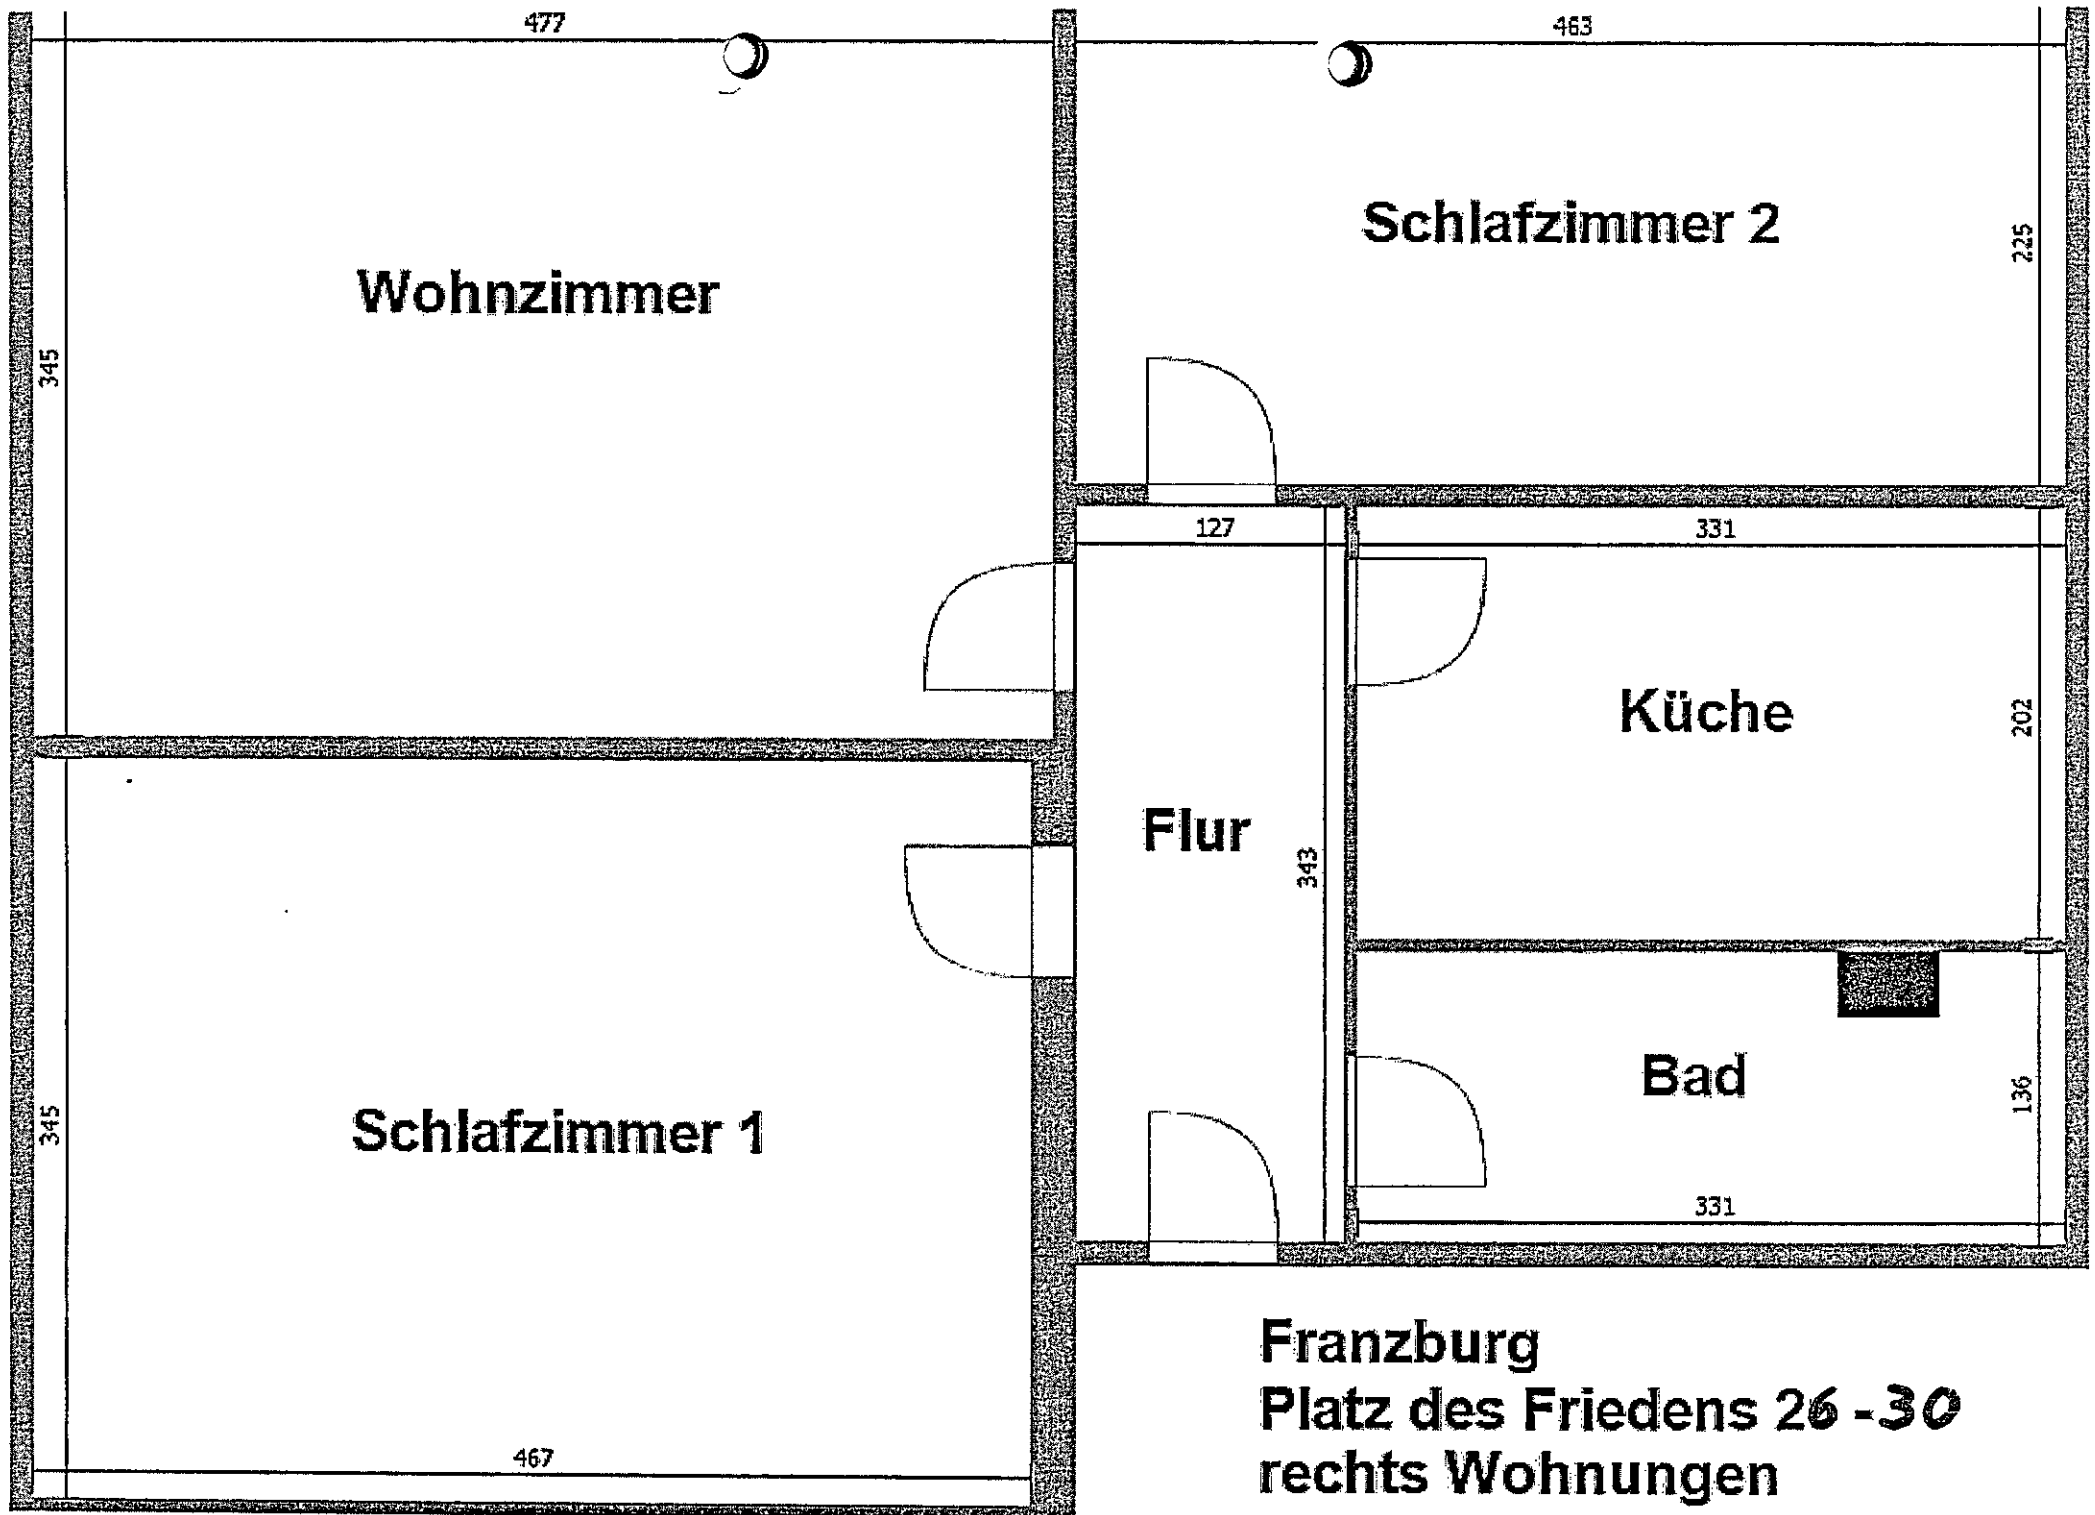 477
463
Schlafzimmer 2
225
Wohnzimmer
345
127
331
Küche
202
Flur
343
Bad
136
345
Schlafzimmer 1
331
467
Franzburg
Platz des Friedens 26-30
rechts Wohnungen